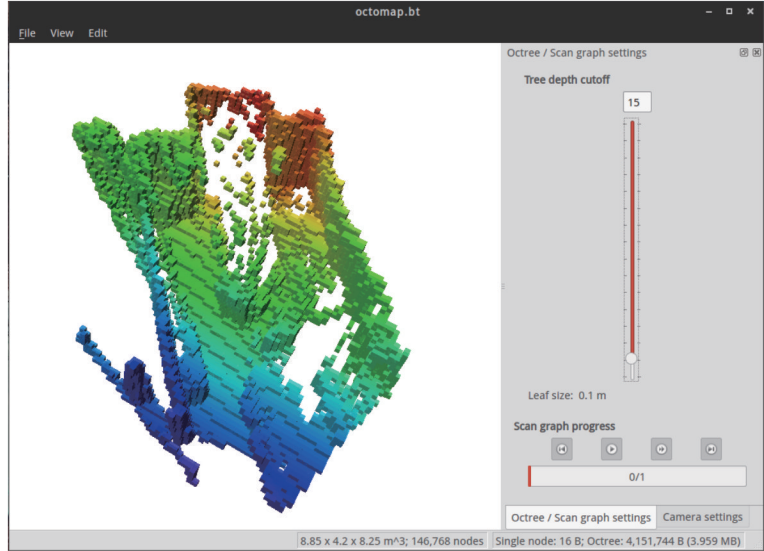 octomap.bt
File View Edit
Octree / Scan graph settings
Tree depth cutoff
15
Leaf size: 0.1 m
Scan graph progress
0/1
Octree / Scan graph settings Camera settings
8.85 x 4.2 x 8.25 m^3; 146,768 nodes Single node: 16 B; Octree: 4,151,744 B (3.959 MB)